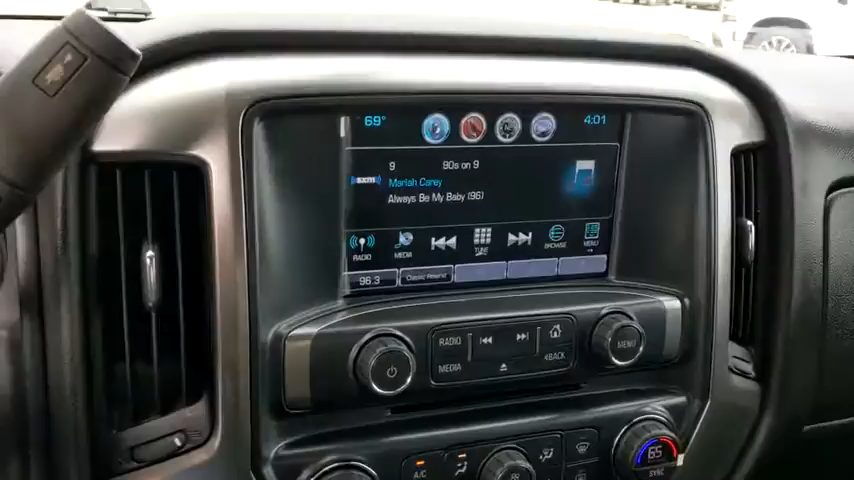 69° 4:01
9 90s on 9
SXM
Mariah Carey
Always Be My Baby (96)
RADIO MEDIA TUNE BROWSE MENU
96.3 Classic Rewind
RADIO
MEDIA
BACK
MENU
A/C
65
SYNC